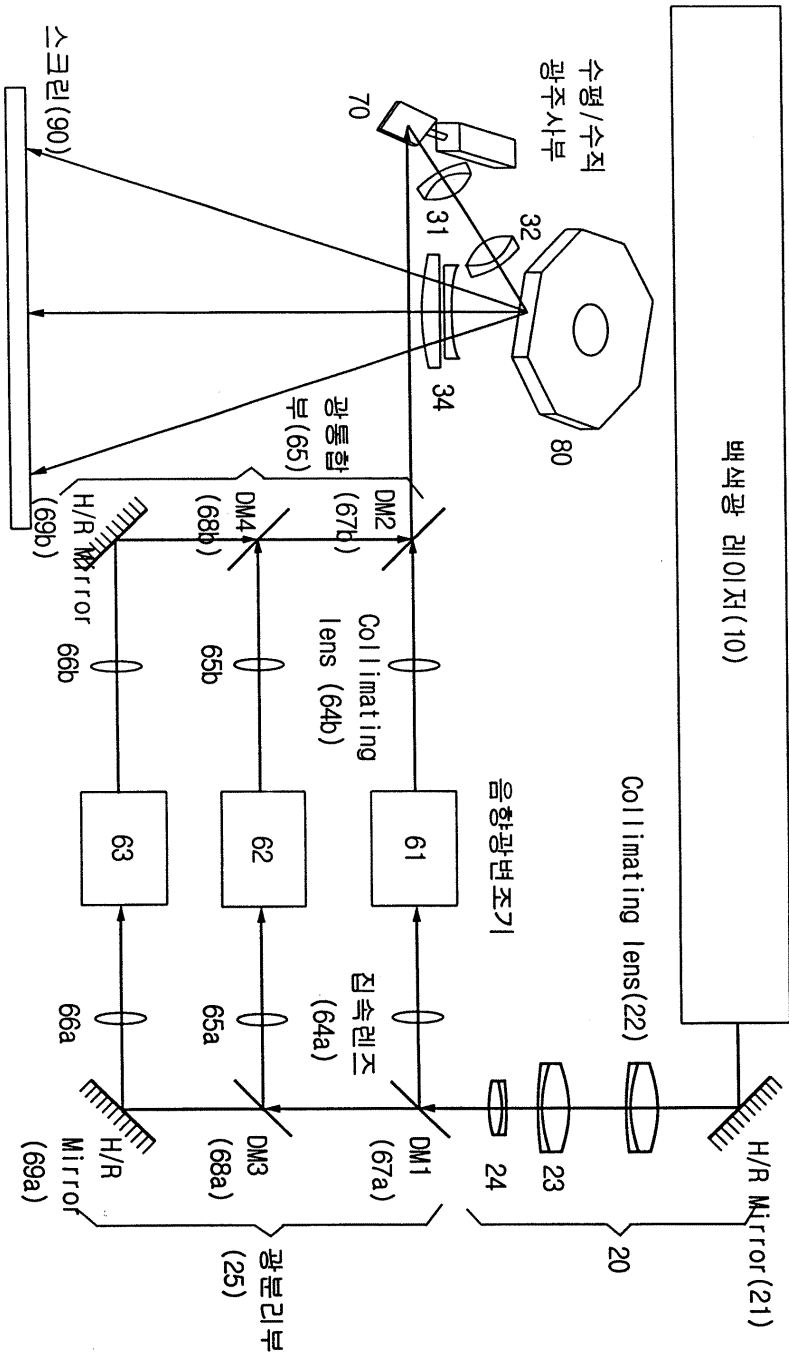 백색광 레이저(10)
H/R Mirror(21)
Collimating lens(22)
23
24
20
DM1
(67a)
DM3
(68a)
H/R
Mirror
(69a)
광분리부
(25)
집속렌즈
(64a)
65a
66a
음향광변조기
61
62
63
Collimating
lens (64b)
65b
66b
DM2
(67b)
DM4
(68b)
H/R Mirror
(69b)
광통합
부(65)
수평/수직
광주사부
70
31
32
34
80
스크린(90)